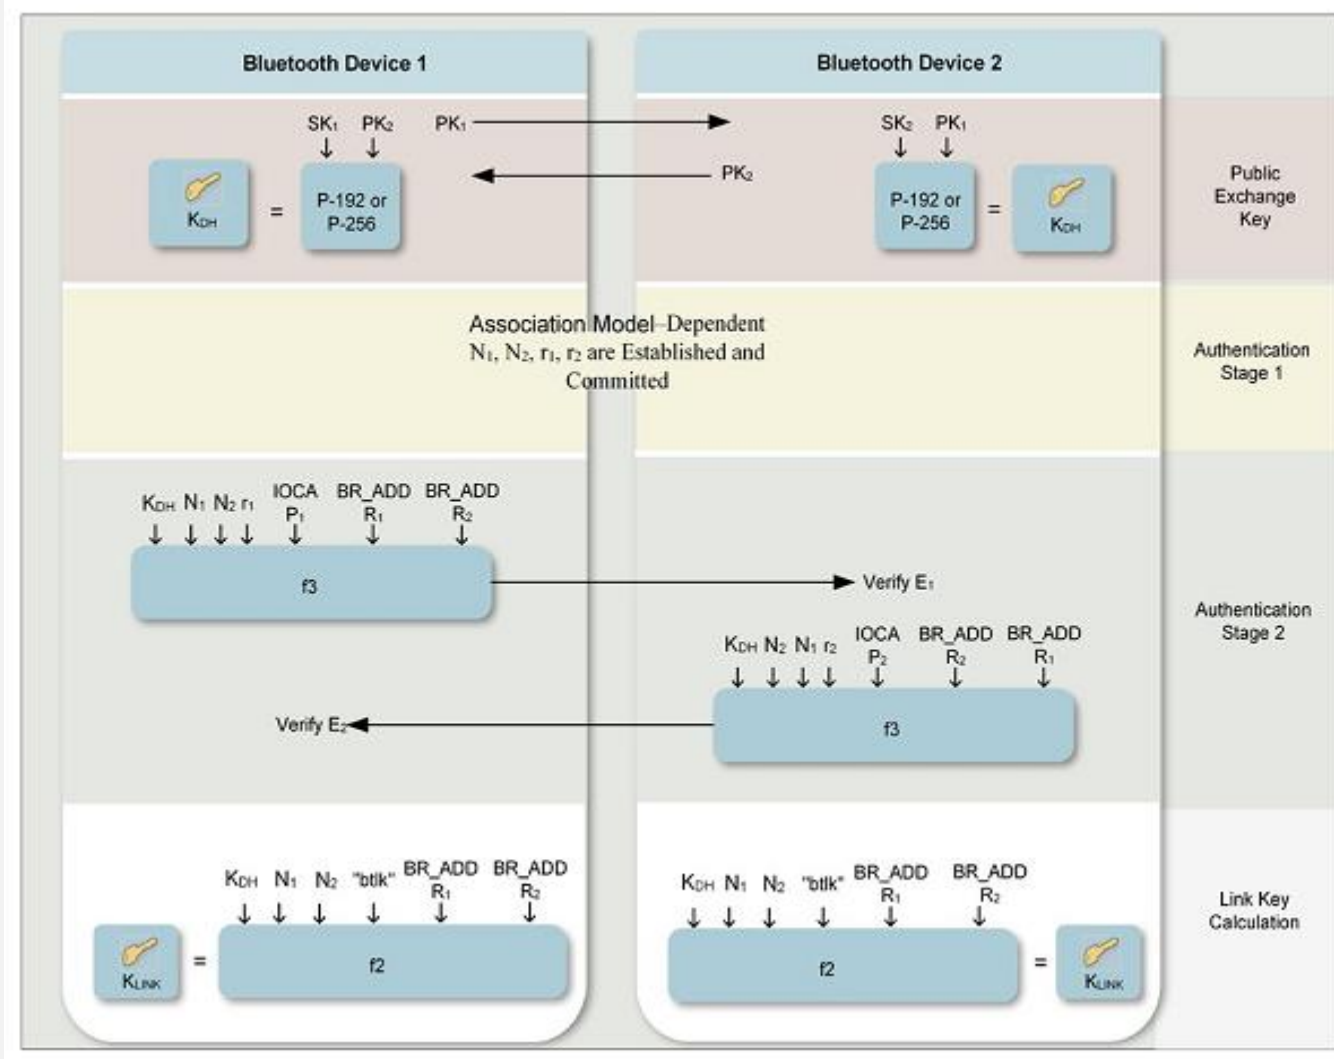 Bluetooth Device 1
Bluetooth Device 2
SK1 PK2 PK1
SK2 PK1
PK2
KDH
=
P-192 or
P-256
P-192 or
P-256
=
KDH
Public
Exchange
Key
Association Model–Dependent
N1, N2, r1, r2 are Established and
Committed
Authentication
Stage 1
KDH N1 N2 r1 IOCA
P1
BR_ADD
R1
BR_ADD
R2
f3
Verify E1
Authentication
Stage 2
KDH N2 N1 r2 IOCA
P2
BR_ADD
R2
BR_ADD
R1
f3
Verify E2
KDH N1 N2 "btlk" BR_ADD
R1
BR_ADD
R2
KLINK
=
f2
KDH N1 N2 "btlk" BR_ADD
R1
BR_ADD
R2
f2
=
KLINK
Link Key
Calculation